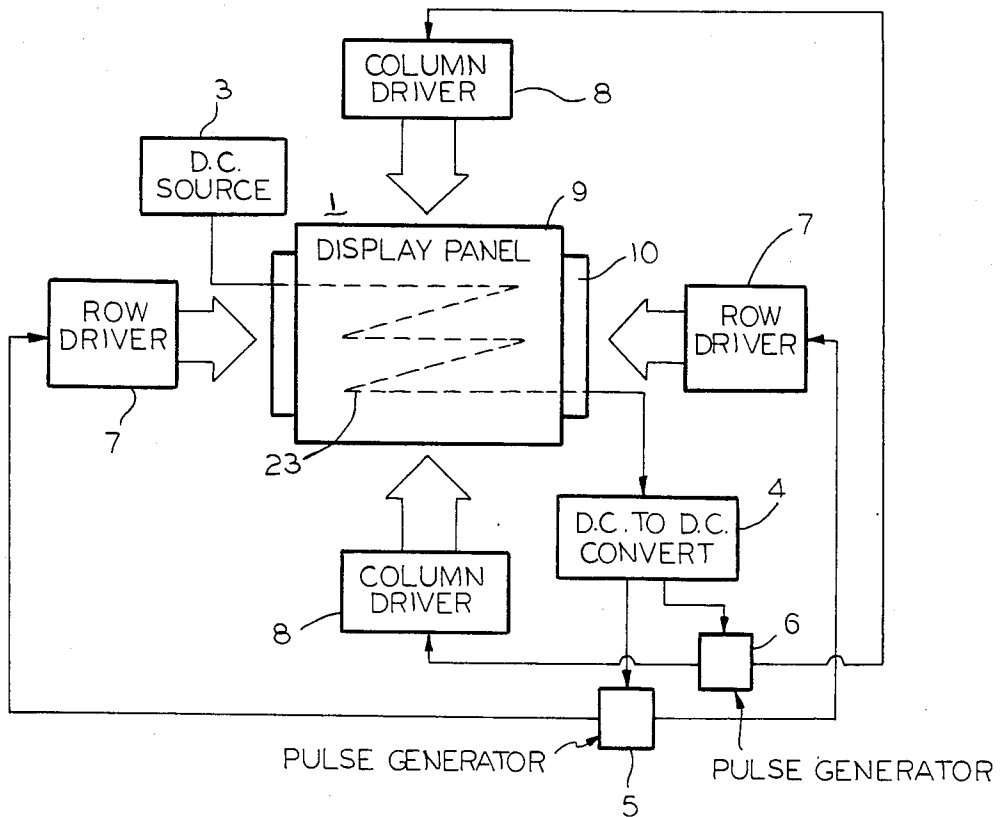 COLUMN
DRIVER
8
3
D.C.
SOURCE
1
9
DISPLAY PANEL
10
7
ROW
DRIVER
7
ROW
DRIVER
23
4
D.C. TO D.C.
CONVERT
COLUMN
DRIVER
8
6
PULSE GENERATOR
5
PULSE GENERATOR